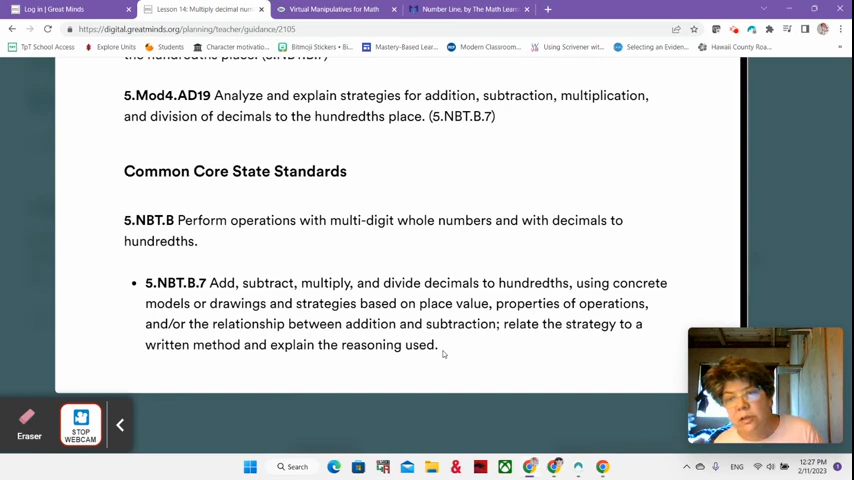 Log in | Great Minds
Lesson 14: Multiply decimal num
Virtual Manipulatives for Math
Number Line, by The Math Learn
https://digital.greatminds.org/planning/teacher/guidance/2105
TpT School Access
Explore Units
Students
Character motivatio...
Bitmoji Stickers • Bi...
Mastery-Based Lear...
Modern Classroom...
Using Scrivener wit...
Selecting an Eviden...
Hawaii County Roa...
5.Mod4.AD19 Analyze and explain strategies for addition, subtraction, multiplication,
and division of decimals to the hundredths place. (5.NBT.B.7)
Common Core State Standards
5.NBT.B Perform operations with multi-digit whole numbers and with decimals to
hundredths.
• 5.NBT.B.7 Add, subtract, multiply, and divide decimals to hundredths, using concrete
models or drawings and strategies based on place value, properties of operations,
and/or the relationship between addition and subtraction; relate the strategy to a
written method and explain the reasoning used.
Eraser
STOP
WEBCAM
Search
ENG
12:27 PM
2/11/2023